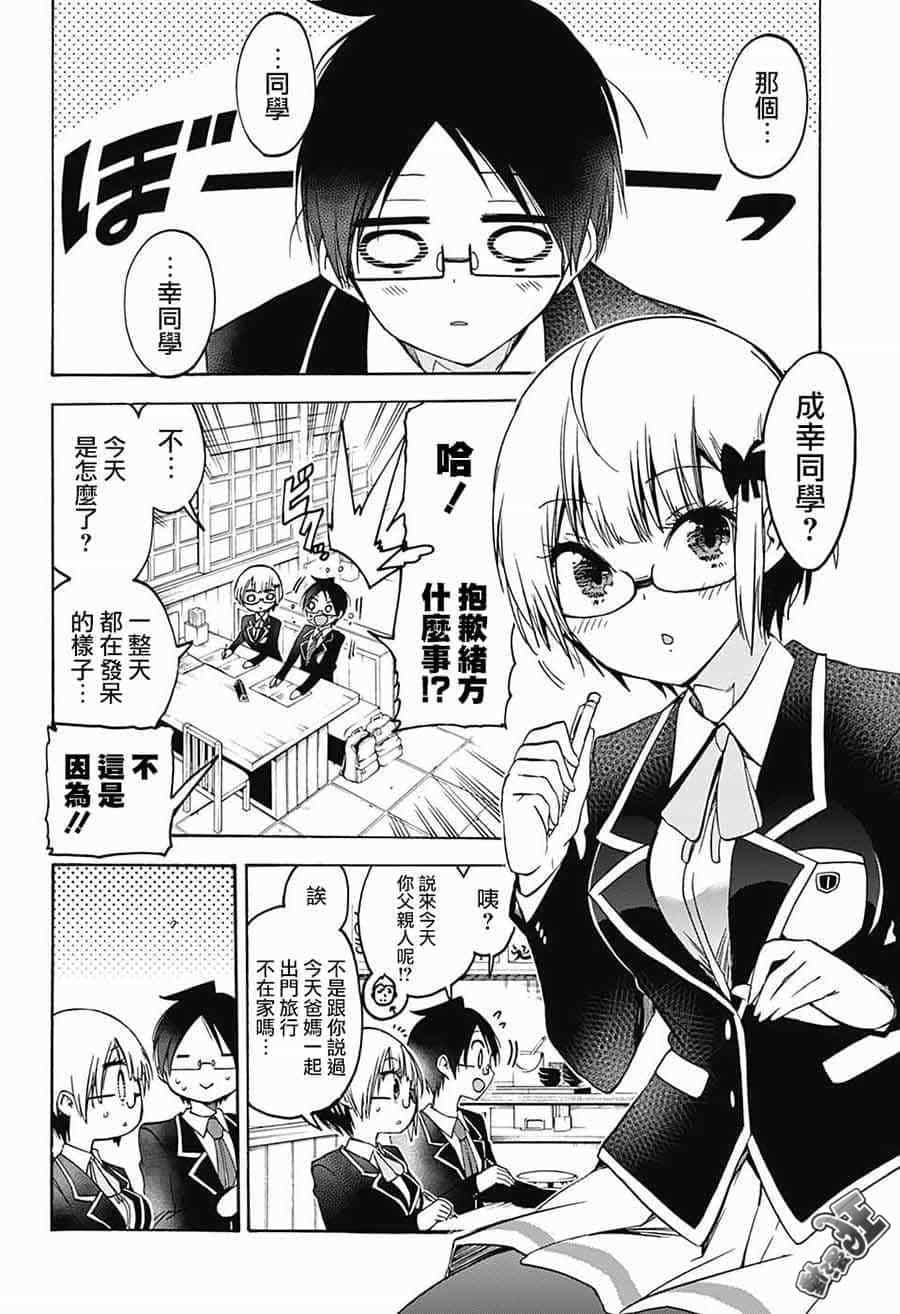 那個…
…同學
ぼーっ
…幸同學
成幸同學?
哈!
抱歉緒方
什麼事!?
不…
今天
是怎麼了?
一整天
都在發呆
的樣子…
不
這是
因為!!
咦?
說來今天
你父親人呢!?
誒
不是跟你說過
今天爸媽一起
出門旅行
不在家嗎…